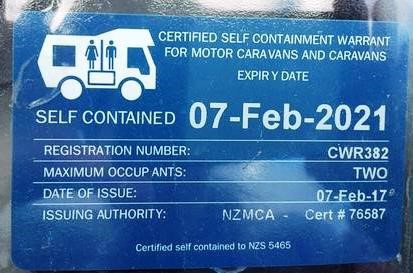 CERTIFIED SELF CONTAINMENT WARRANT
FOR MOTOR CARAVANS AND CARAVANS
EXPIRY DATE
SELF CONTAINED 07-Feb-2021
REGISTRATION NUMBER: CWR382
MAXIMUM OCCUPANTS: TWO
DATE OF ISSUE: 07-Feb-17
ISSUING AUTHORITY: NZMCA - Cert # 76587
Certified self contained to NZS 5465